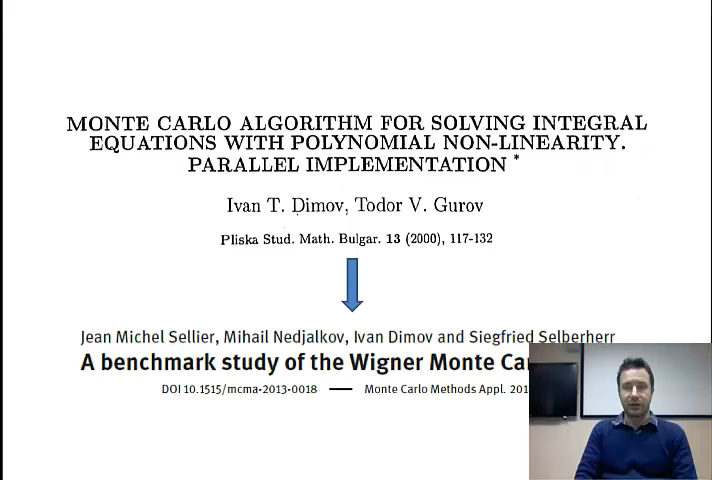 MONTE CARLO ALGORITHM FOR SOLVING INTEGRAL
EQUATIONS WITH POLYNOMIAL NON-LINEARITY.
PARALLEL IMPLEMENTATION *
Ivan T. Dimov, Todor V. Gurov
Pliska Stud. Math. Bulgar. 13 (2000), 117-132
Jean Michel Sellier, Mihail Nedjalkov, Ivan Dimov and Siegfried Selberherr
A benchmark study of the Wigner Monte
DOI 10.1515/mcma-2013-0018 — Monte Carlo Methods Appl.